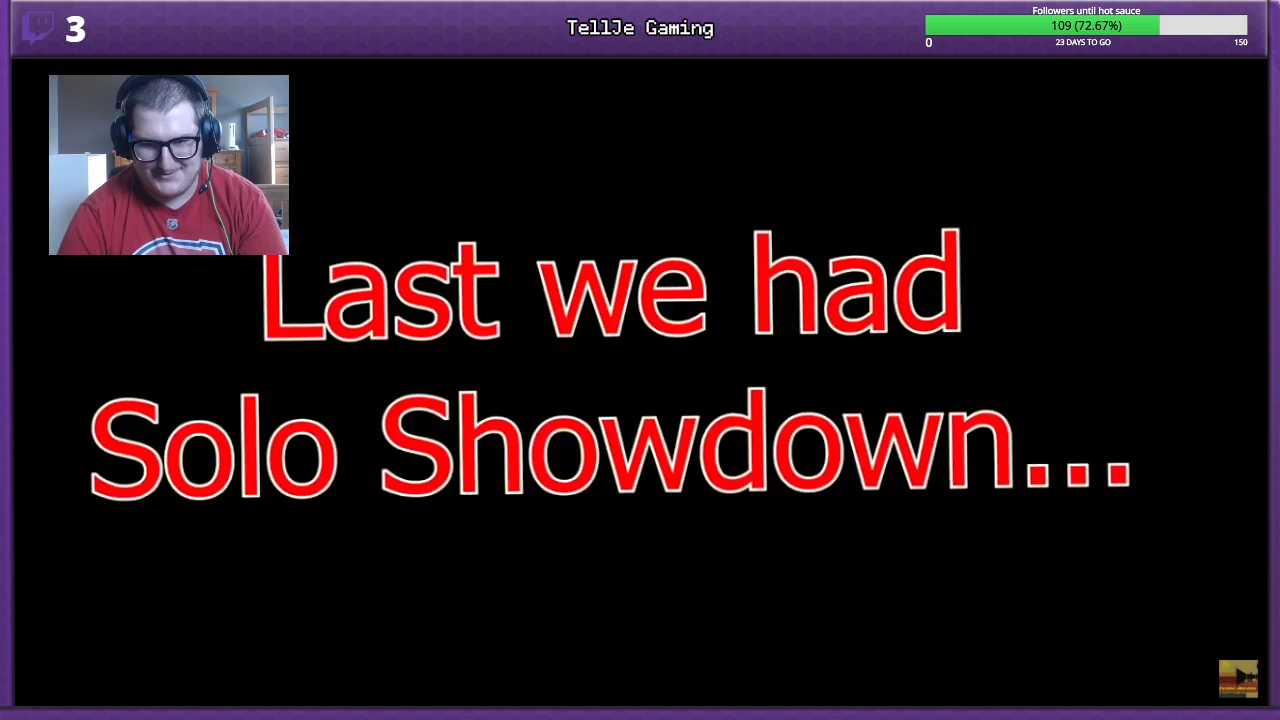 3
TellJe Gaming
Followers until hot sauce
109 (72.67%)
0
23 DAYS TO GO
150
Last we had
Solo Showdown...